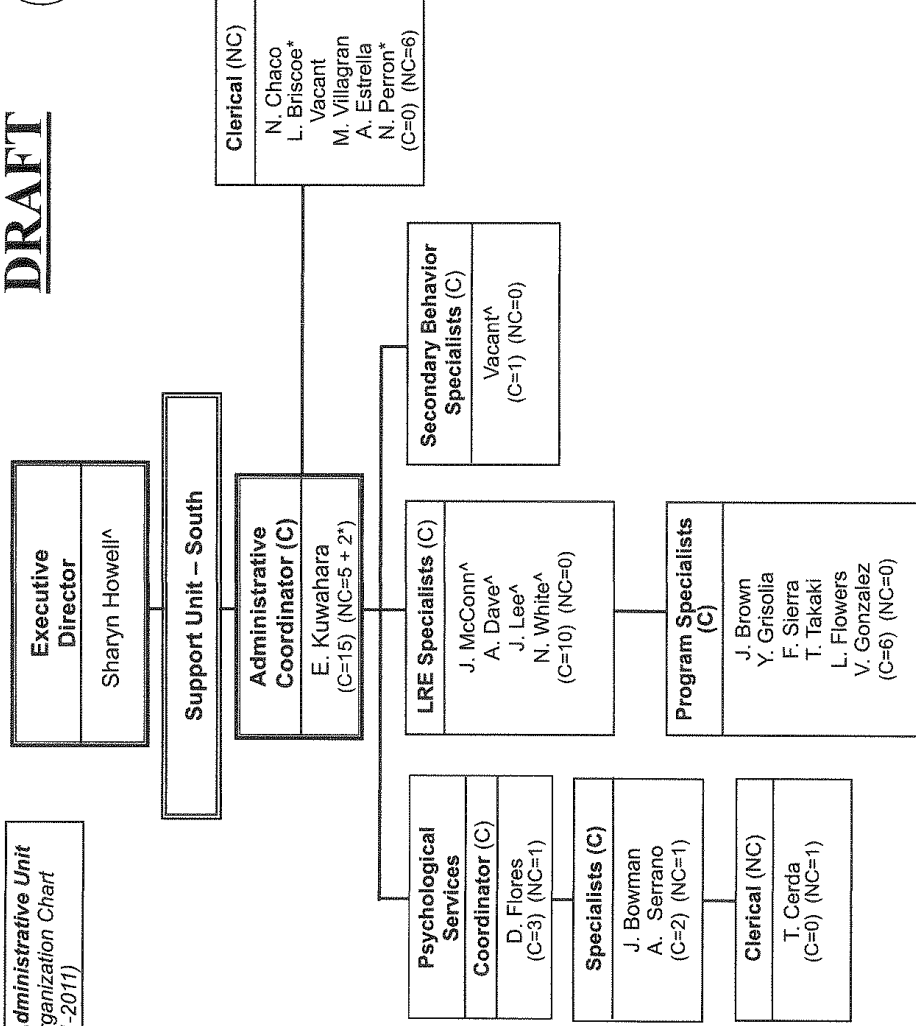 DRAFT
dministrative Unit
ganization Chart
-2011)
Executive
Director
Sharyn Howell^
Support Unit – South
Administrative
Coordinator (C)
E. Kuwahara
(C=15) (NC=5 + 2*)
Clerical (NC)
N. Chaco
L. Briscoe*
Vacant
M. Villagran
A. Estrella
N. Perron*
(C=0) (NC=6)
Psychological
Services
Coordinator (C)
D. Flores
(C=3) (NC=1)
Specialists (C)
J. Bowman
A. Serrano
(C=2) (NC=1)
Clerical (NC)
T. Cerda
(C=0) (NC=1)
LRE Specialists (C)
J. McConn^
A. Dave^
J. Lee^
N. White^
(C=10) (NC=0)
Program Specialists
(C)
J. Brown
Y. Grisolia
F. Sierra
T. Takaki
L. Flowers
V. Gonzalez
(C=6) (NC=0)
Secondary Behavior
Specialists (C)
Vacant^
(C=1) (NC=0)